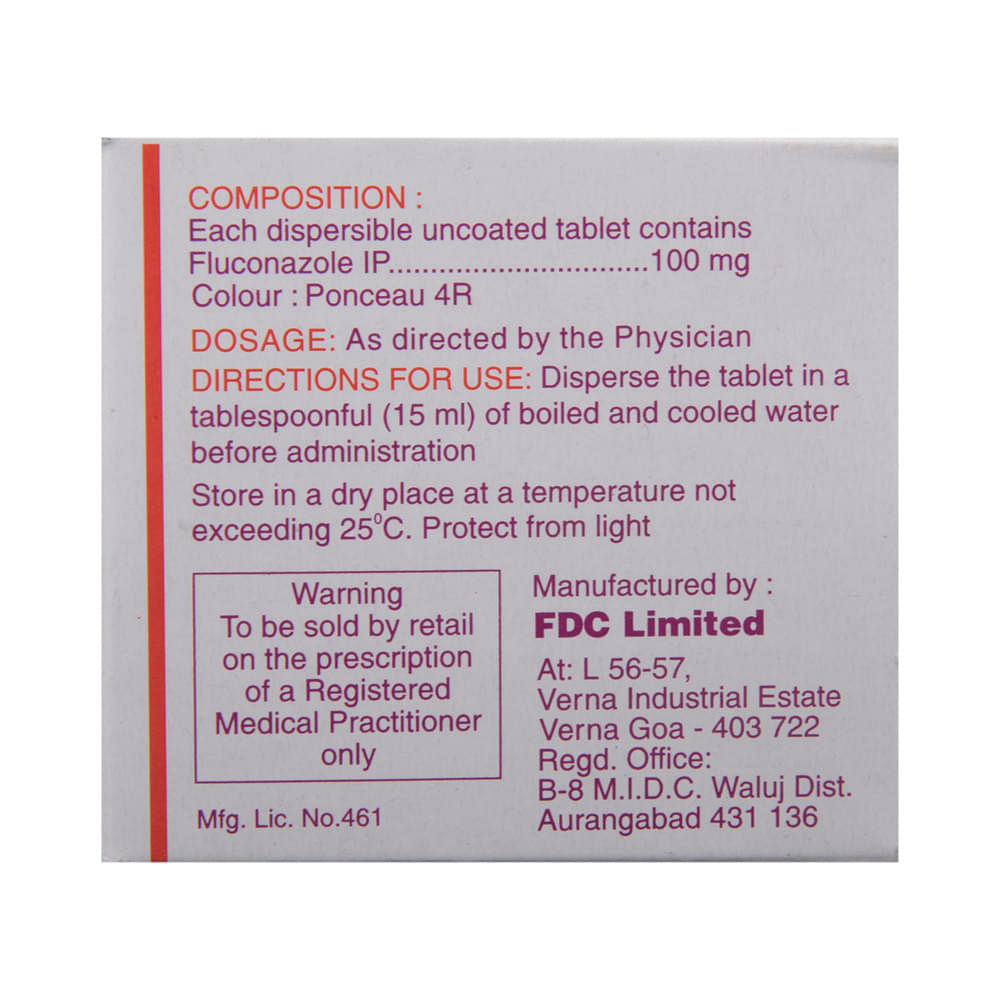 COMPOSITION :
Each dispersible uncoated tablet contains
Fluconazole IP...............................100 mg
Colour : Ponceau 4R
DOSAGE: As directed by the Physician
DIRECTIONS FOR USE: Disperse the tablet in a
tablespoonful (15 ml) of boiled and cooled water
before administration
Store in a dry place at a temperature not
exceeding 25⁰C. Protect from light
Warning
To be sold by retail
on the prescription
of a Registered
Medical Practitioner
only
Mfg. Lic. No.461
Manufactured by :
FDC Limited
At: L 56-57,
Verna Industrial Estate
Verna Goa - 403 722
Regd. Office:
B-8 M.I.D.C. Waluj Dist.
Aurangabad 431 136